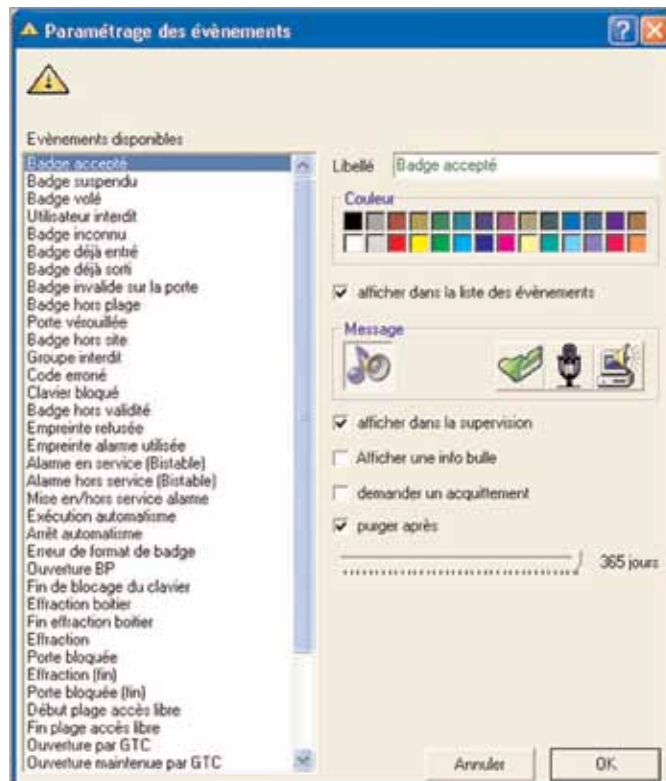 Paramétrage des évènements
Evènements disponibles
Badge accepté
Badge suspendu
Badge volé
Utilisateur interdit
Badge inconnu
Badge déjà entré
Badge déjà sorti
Badge invalide sur la porte
Badge hors plage
Porte vérouillée
Badge hors site
Groupe interdit
Code erroné
Clavier bloqué
Badge hors validité
Empreinte refusée
Empreinte alarme utilisée
Alarme en service (Bistable)
Alarme hors service (Bistable)
Mise en/hors service alarme
Exécution automatisme
Arrêt automatisme
Erreur de format de badge
Ouverture BP
Fin de blocage du clavier
Effraction boitier
Fin effraction boitier
Effraction
Porte bloquée
Effraction (fin)
Porte bloquée (fin)
Début plage accès libre
Fin plage accès libre
Ouverture par GTC
Ouverture maintenue par GTC
Libellé Badge accepté
Couleur
afficher dans la liste des évènements
Message
afficher dans la supervision
Afficher une info bulle
demander un acquittement
purger après
365 jours
Annuler OK